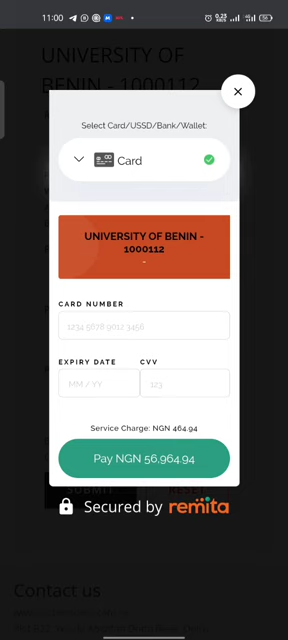 11:00
UNIVERSITY OF
BENIN - 1000112
Select Card/USSD/Bank/Wallet:
Card
UNIVERSITY OF BENIN -
1000112
-
CARD NUMBER
1234 5678 9012 3456
EXPIRY DATE CVV
MM / YY 123
Service Charge: NGN 464.94
Pay NGN 56,964.94
SUBMIT RESET
Secured by remita
Contact us